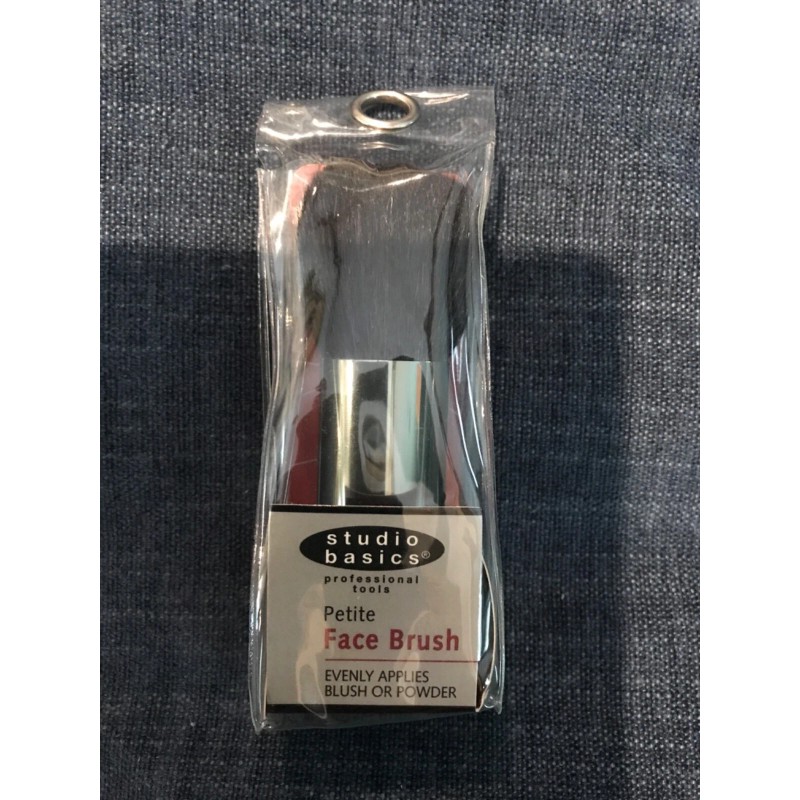 studio
basics®
professional
tools
Petite
Face Brush
EVENLY APPLIES
BLUSH OR POWDER